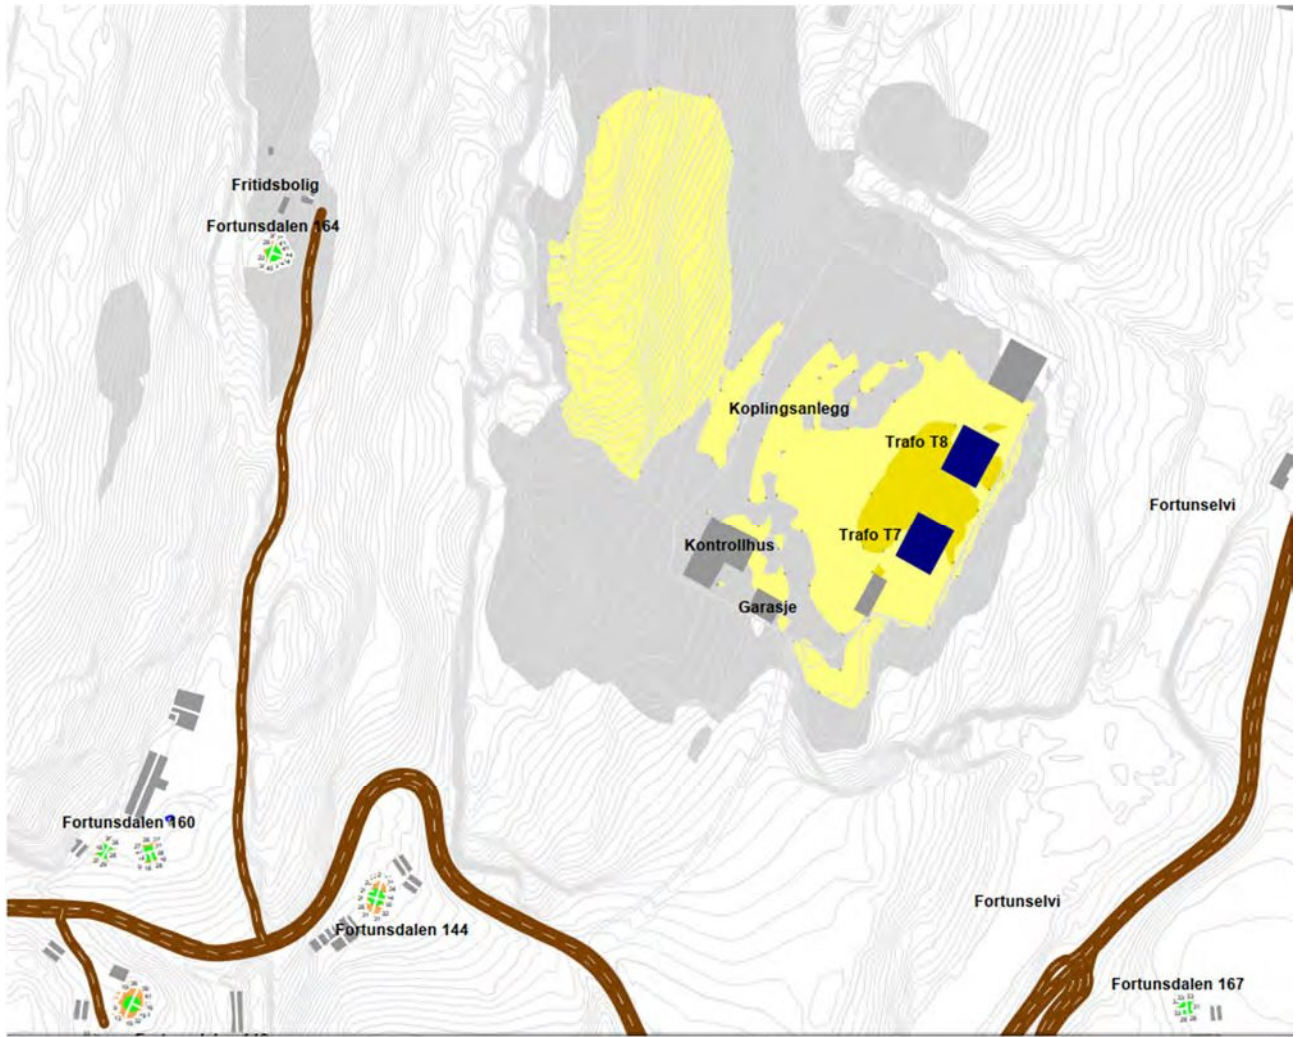 Fritidsbolig
Fortunsdalen 164
Koplingsanlegg
Trafo T8
Fortunselvi
Trafo T7
Kontrollhus
Garasje
Fortunsdalen 160
Fortunselvi
Fortunsdalen 144
Fortunsdalen 167